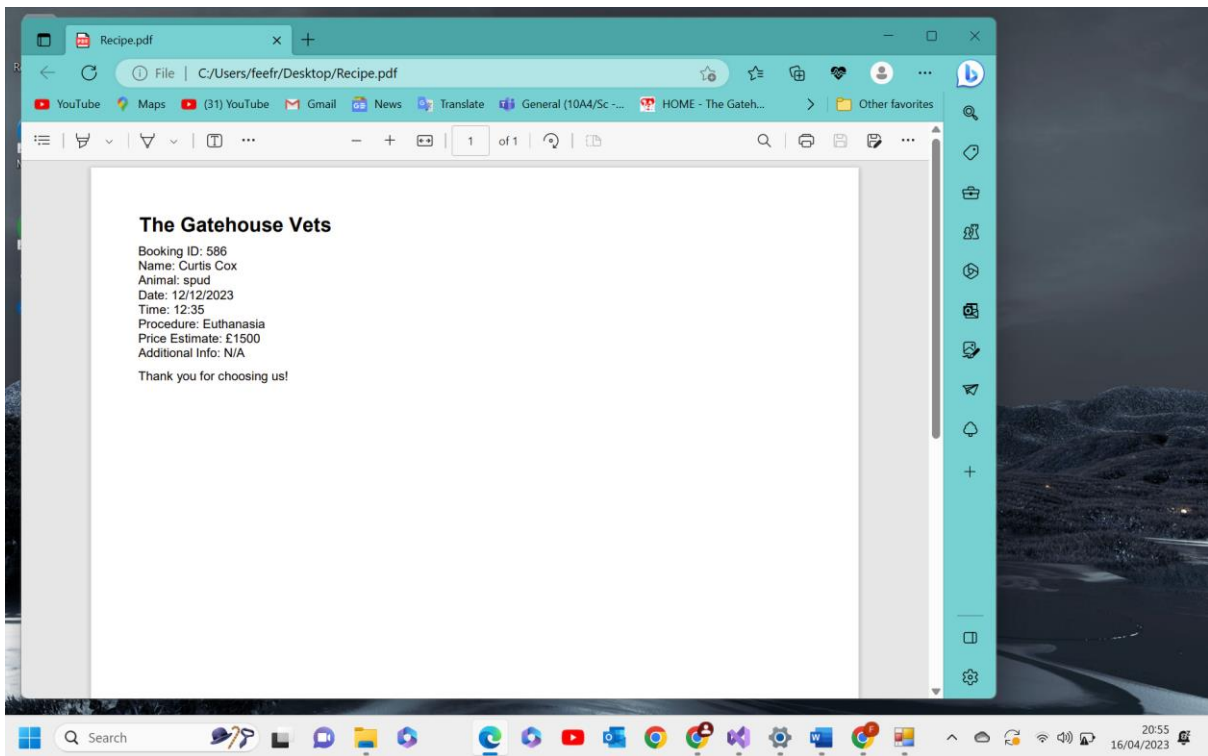 Recipe.pdf
File | C:/Users/feefr/Desktop/Recipe.pdf
YouTube Maps (31) YouTube Gmail News Translate General (10A4/Sc -... HOME - The Gateh... Other favorites
1 of 1
The Gatehouse Vets
Booking ID: 586
Name: Curtis Cox
Animal: spud
Date: 12/12/2023
Time: 12:35
Procedure: Euthanasia
Price Estimate: £1500
Additional Info: N/A
Thank you for choosing us!
Search
20:55
16/04/2023